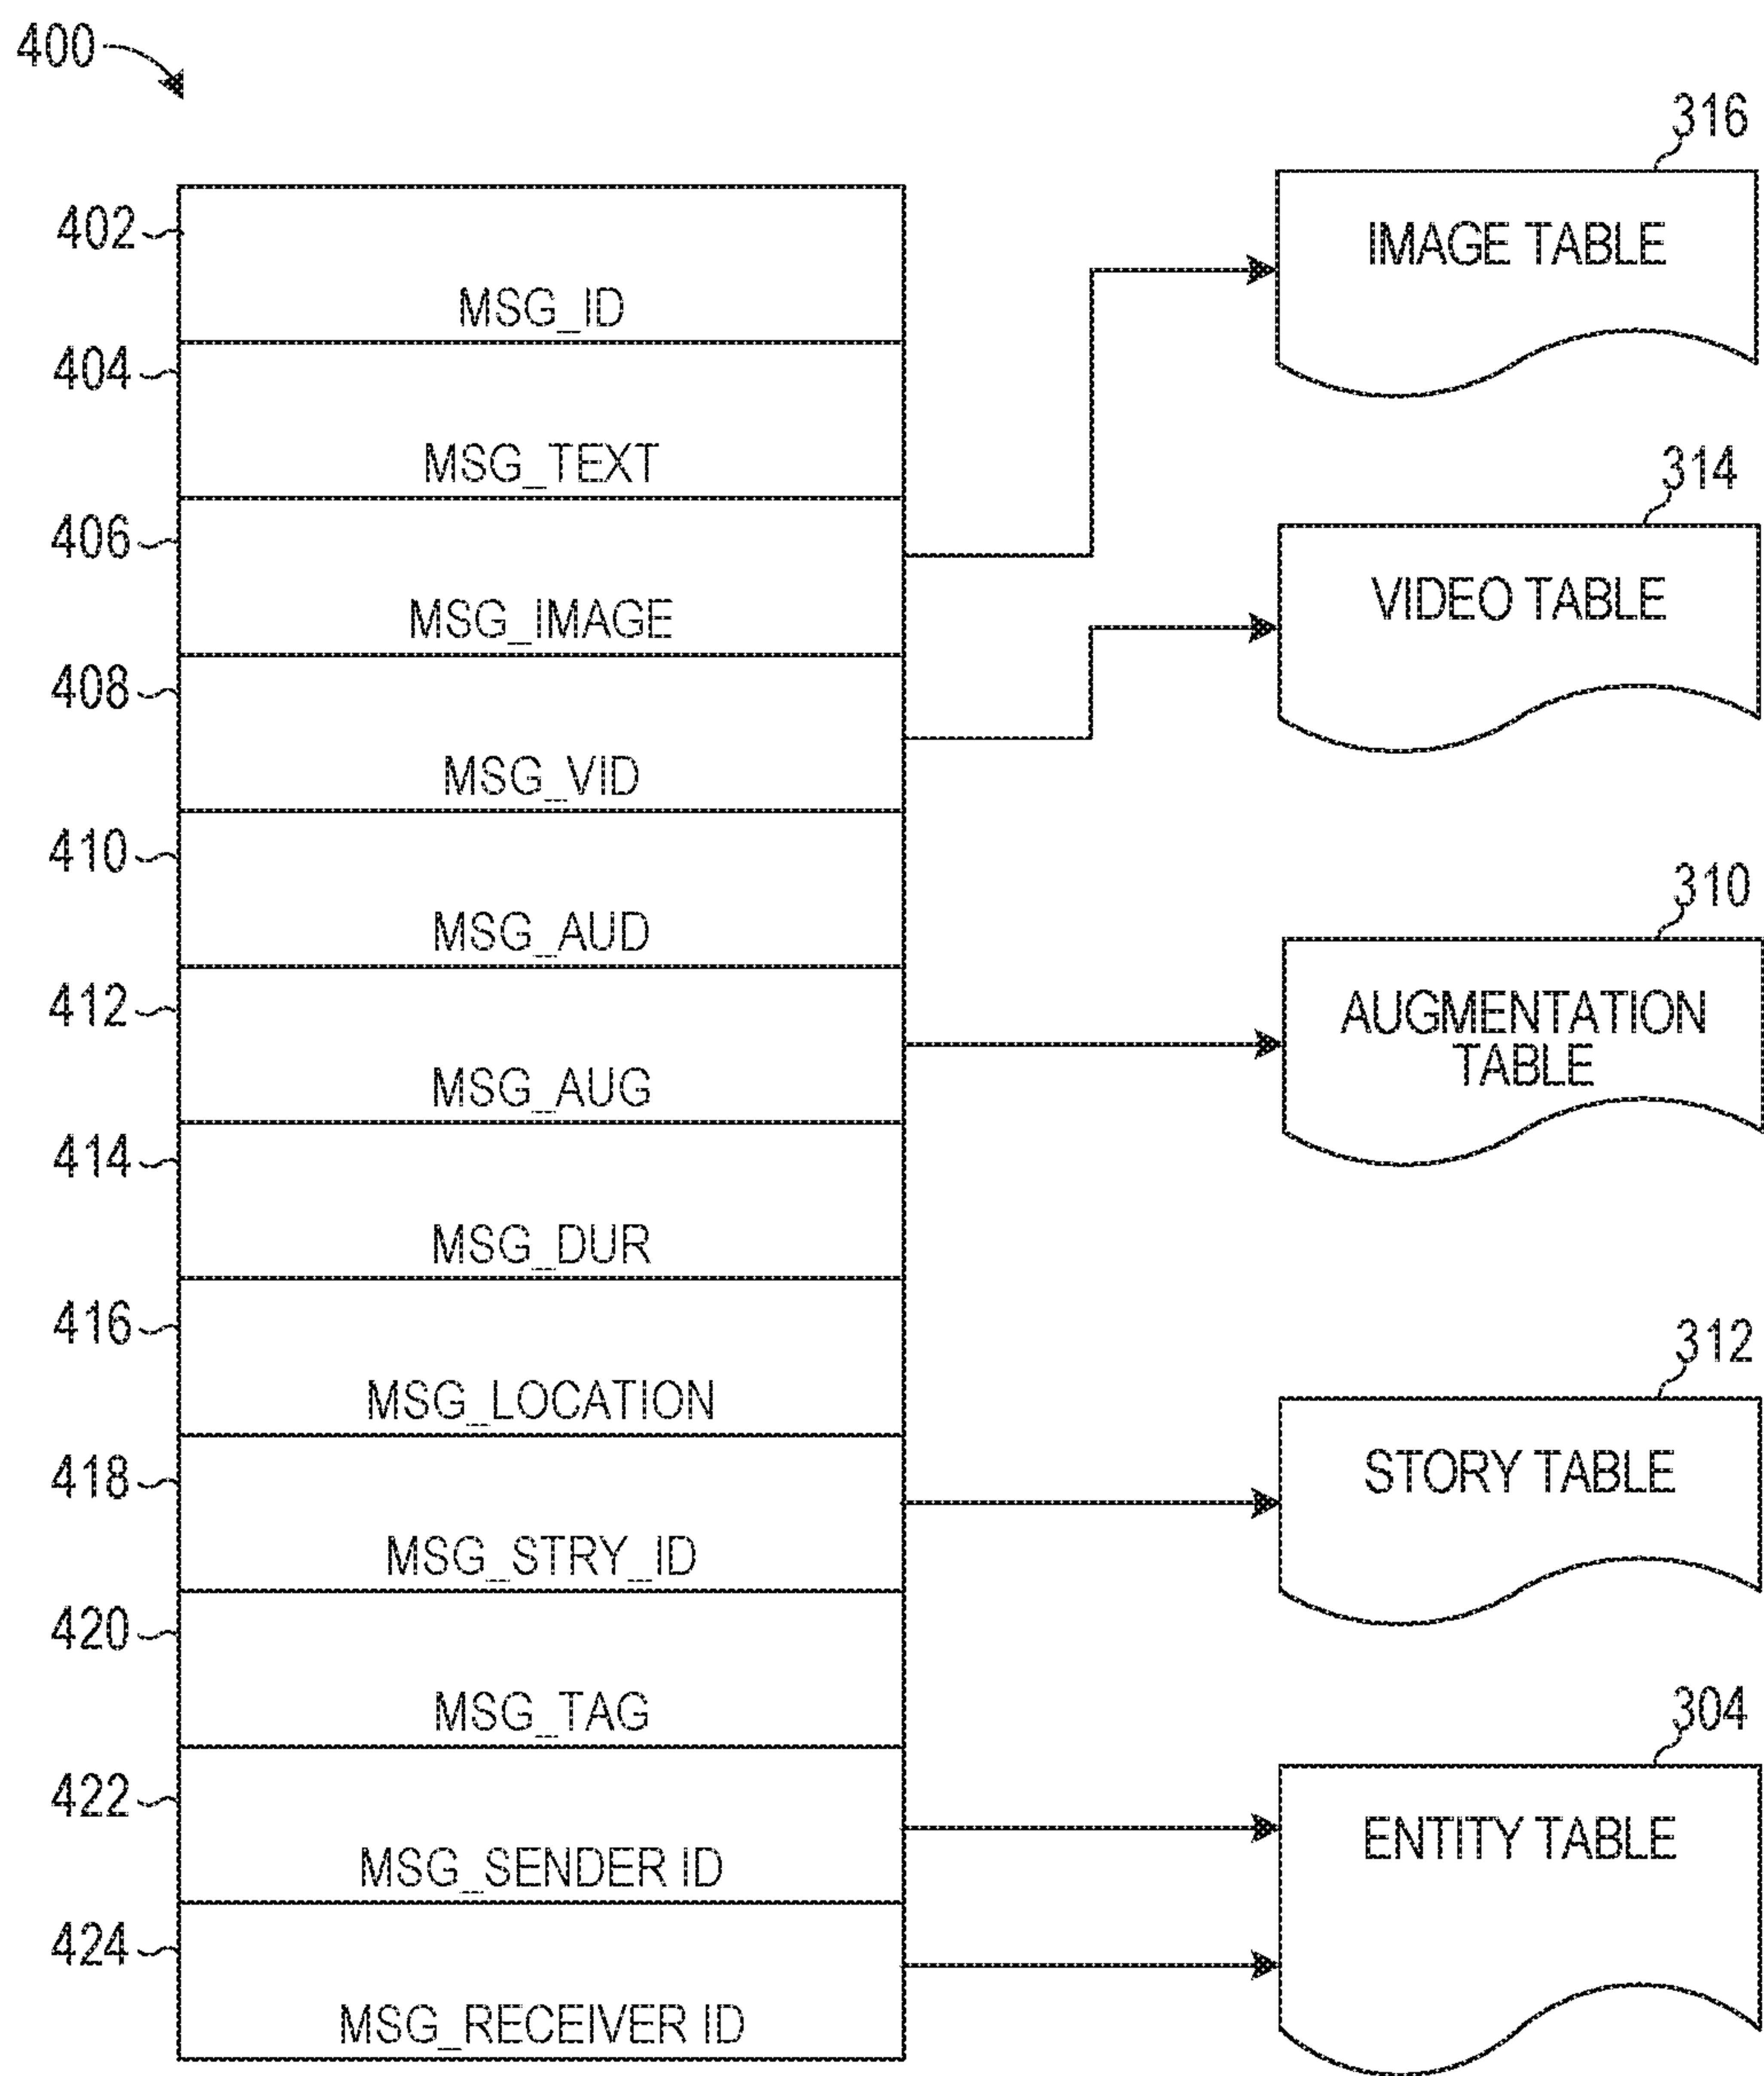 400
402
MSG_ID
404
MSG_TEXT
406
MSG_IMAGE
408
MSG_VID
410
MSG_AUD
412
MSG_AUG
414
MSG_DUR
416
MSG_LOCATION
418
MSG_STRY_ID
420
MSG_TAG
422
MSG_SENDER ID
424
MSG_RECEIVER ID
316
IMAGE TABLE
314
VIDEO TABLE
310
AUGMENTATION
TABLE
312
STORY TABLE
304
ENTITY TABLE